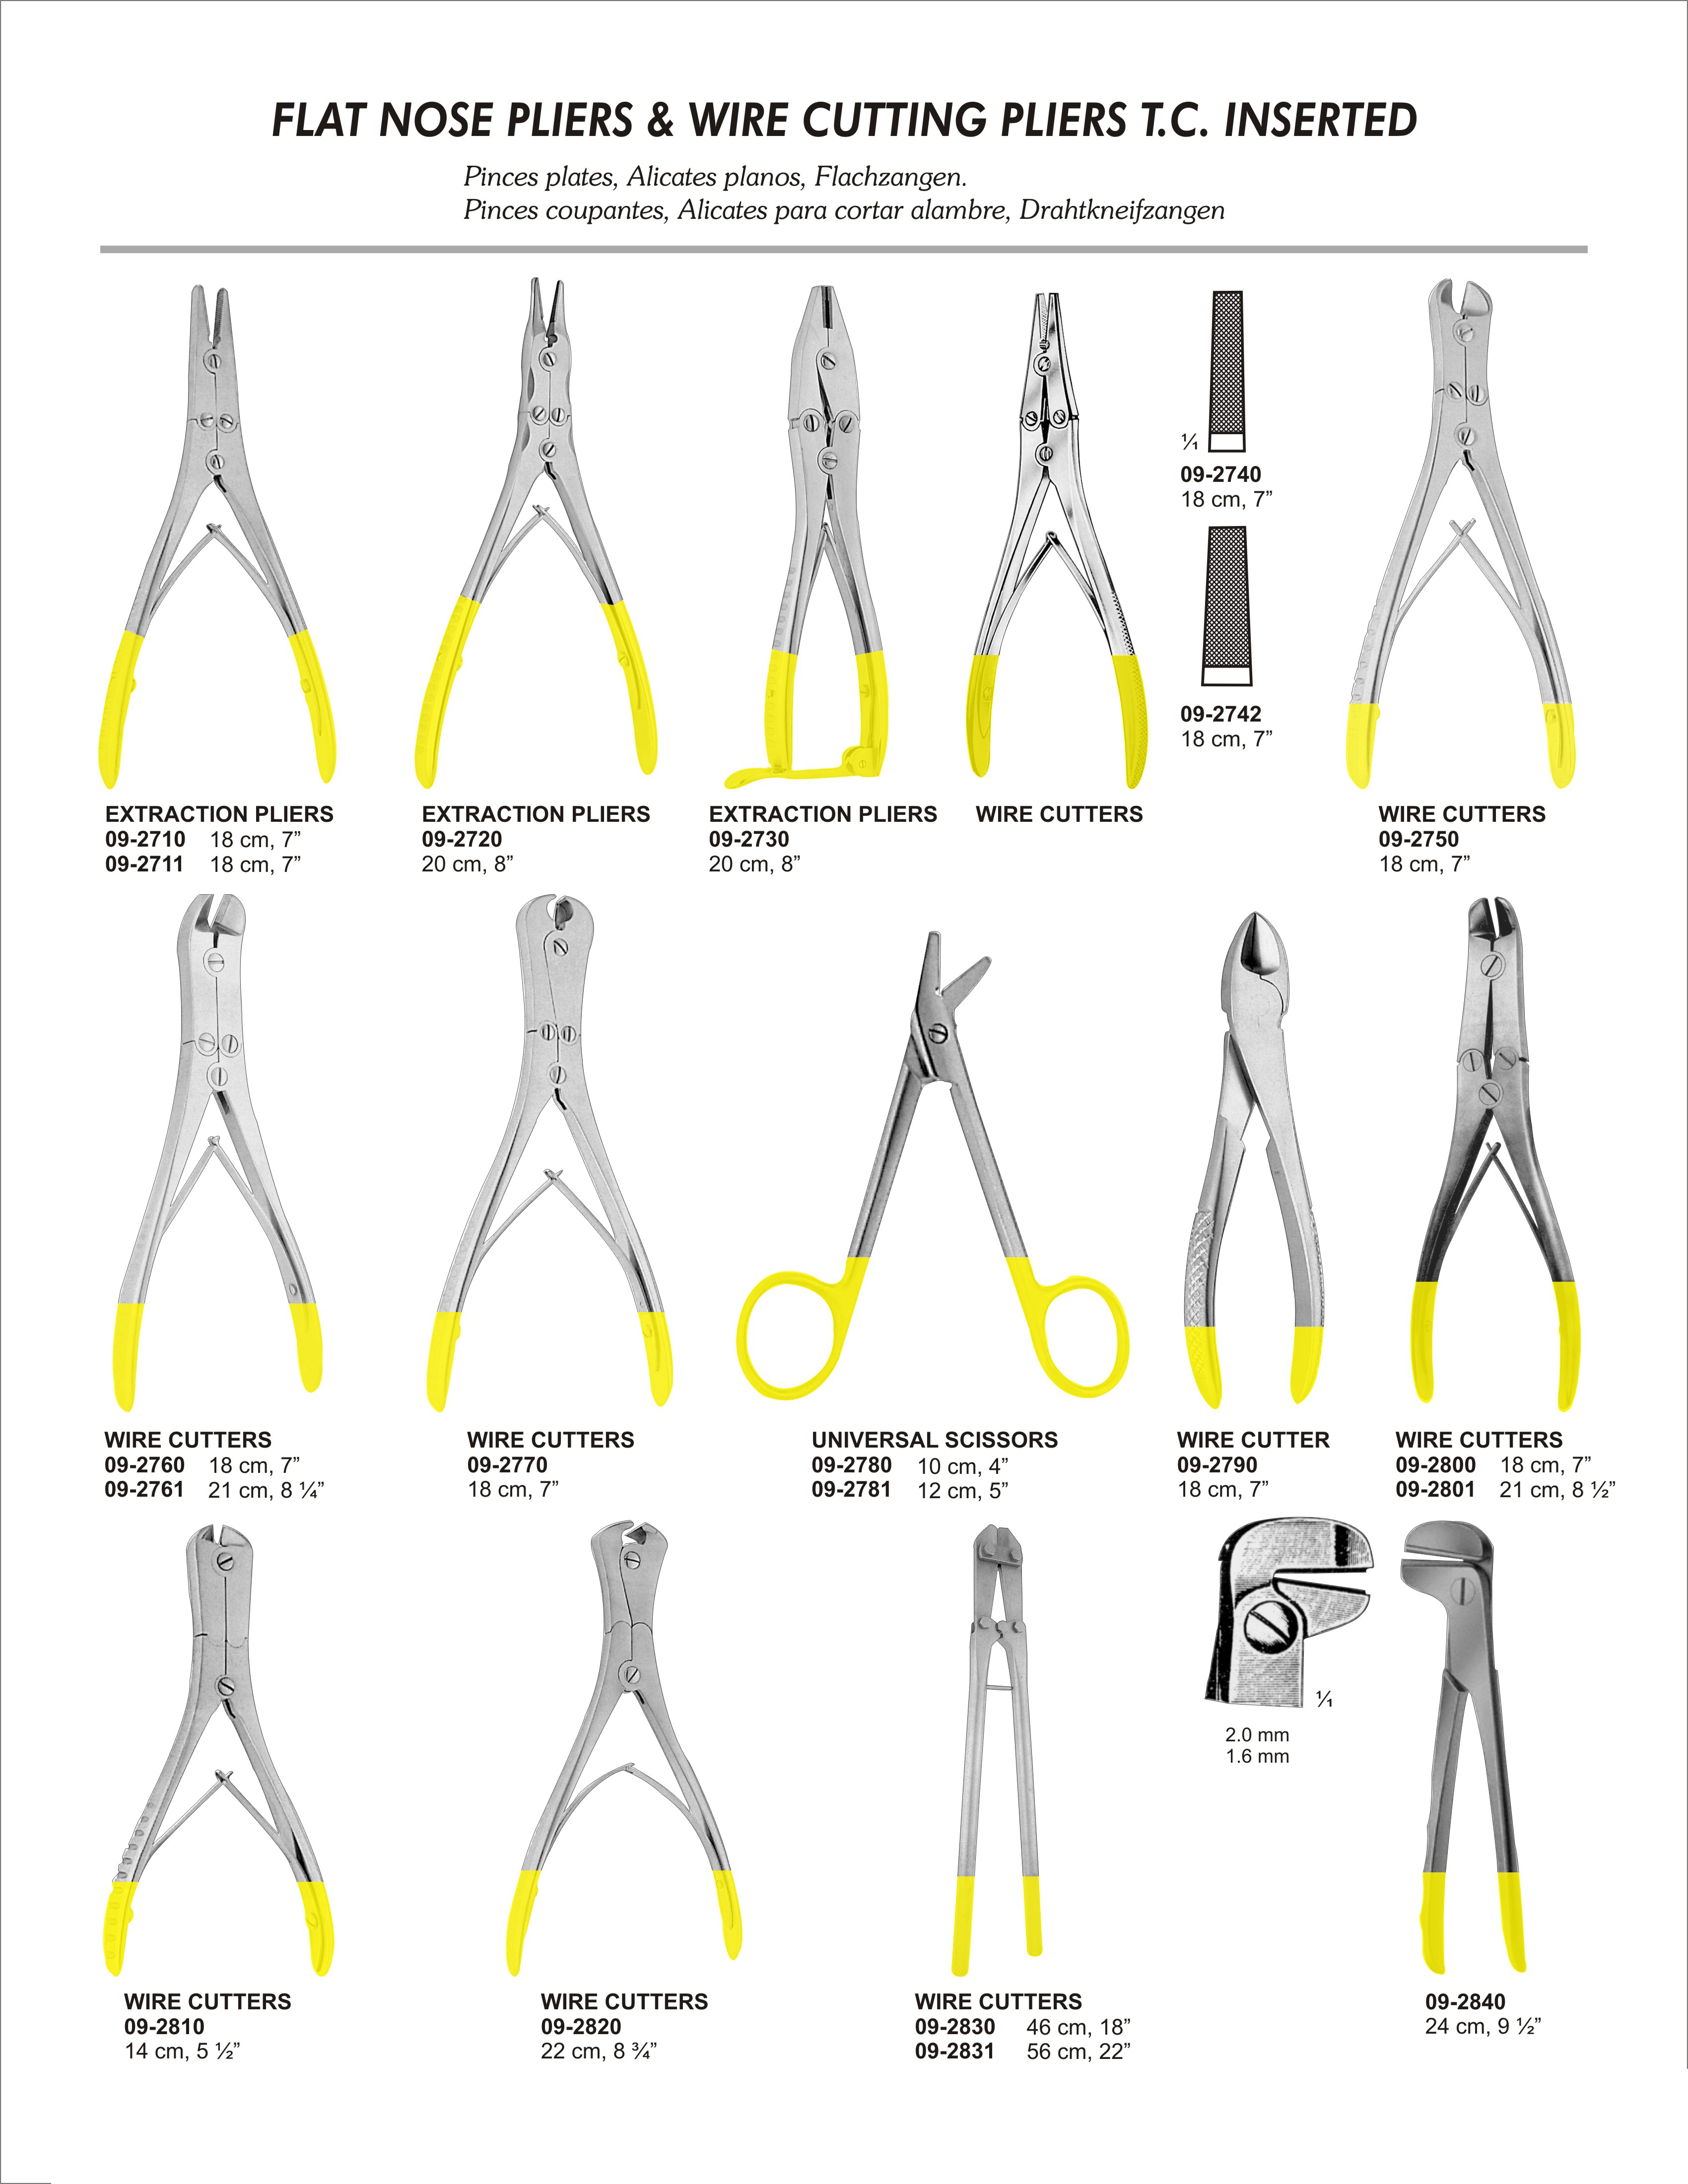 FLAT NOSE PLIERS & WIRE CUTTING PLIERS T.C. INSERTED
Pinces plates, Alicates planos, Flachzangen.
Pinces coupantes, Alicates para cortar alambre, Drahtkneifzangen
EXTRACTION PLIERS
09-2710 18 cm, 7”
09-2711 18 cm, 7”
EXTRACTION PLIERS
09-2720
20 cm, 8”
EXTRACTION PLIERS
09-2730
20 cm, 8”
WIRE CUTTERS
⅟₁
09-2740
18 cm, 7”
09-2742
18 cm, 7”
WIRE CUTTERS
09-2750
18 cm, 7”
WIRE CUTTERS
09-2760 18 cm, 7”
09-2761 21 cm, 8 ¼”
WIRE CUTTERS
09-2770
18 cm, 7”
UNIVERSAL SCISSORS
09-2780 10 cm, 4”
09-2781 12 cm, 5”
WIRE CUTTER
09-2790
18 cm, 7”
WIRE CUTTERS
09-2800 18 cm, 7”
09-2801 21 cm, 8 ½”
WIRE CUTTERS
09-2810
14 cm, 5 ½”
WIRE CUTTERS
09-2820
22 cm, 8 ¾”
WIRE CUTTERS
09-2830 46 cm, 18”
09-2831 56 cm, 22”
⅟₁
2.0 mm
1.6 mm
09-2840
24 cm, 9 ½”